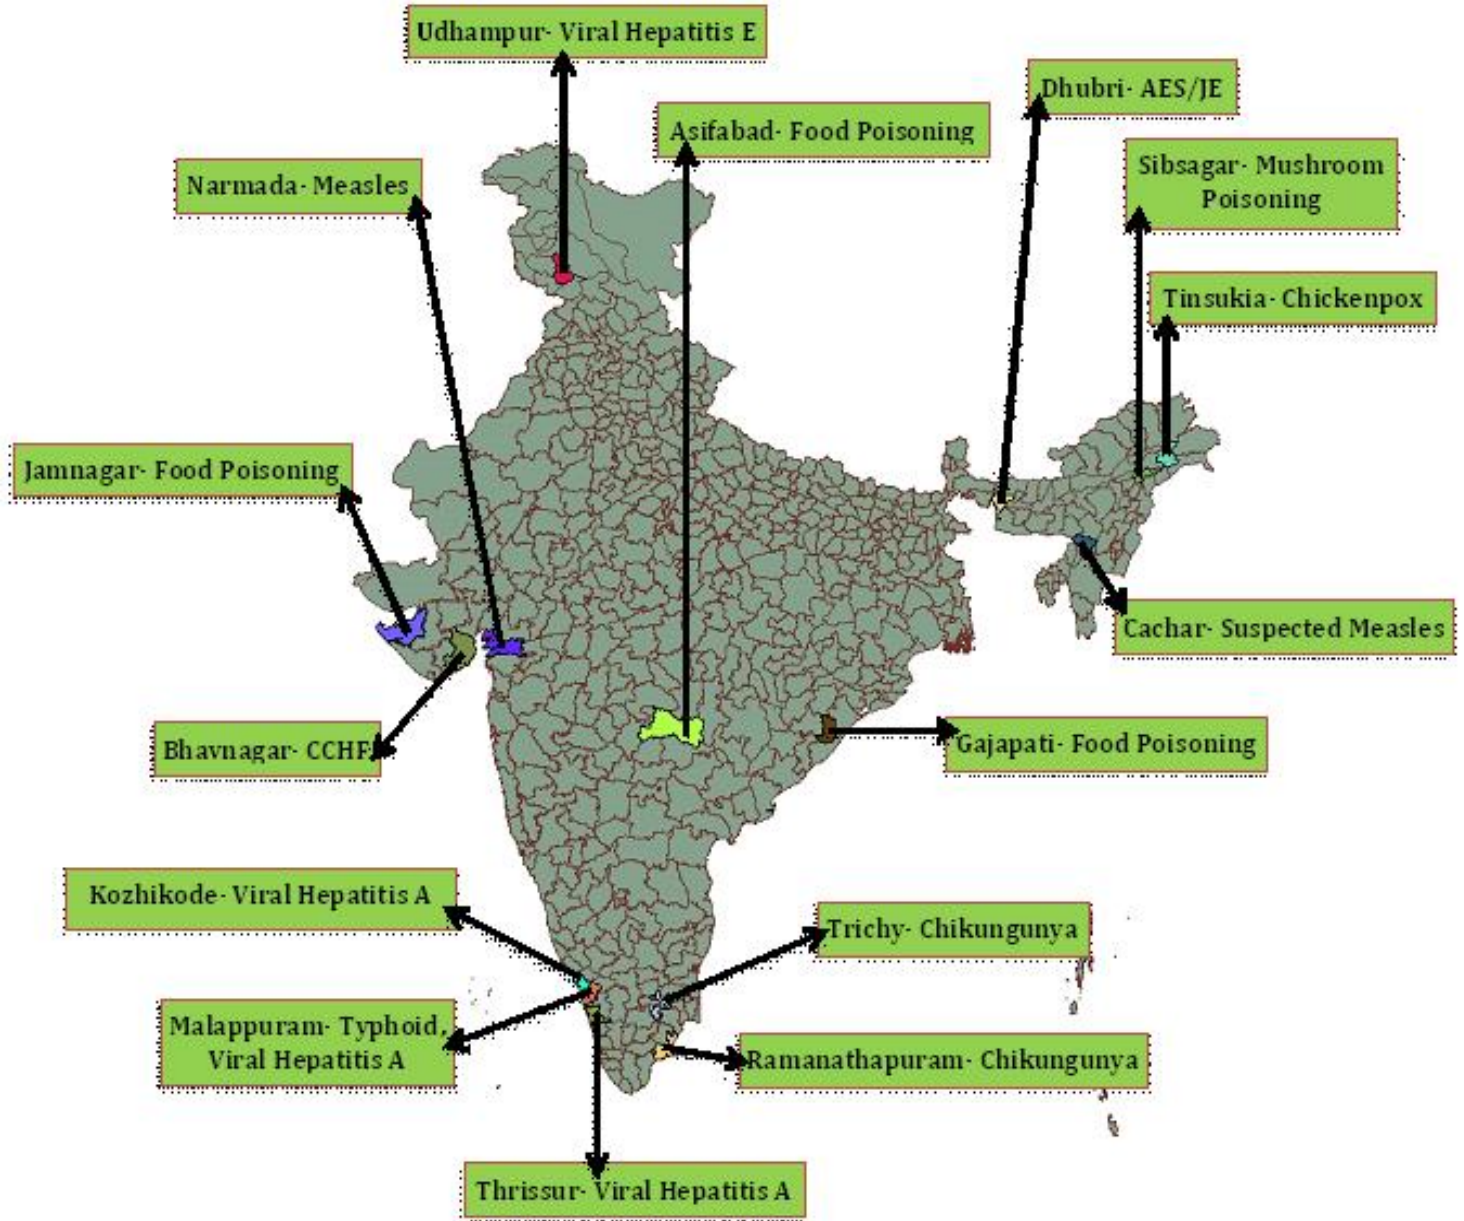 Udhampur- Viral Hepatitis E
Dhubri- AES/JE
Asifabad- Food Poisoning
Sibsagar- Mushroom
Poisoning
Narmada- Measles
Tinsukia- Chickenpox
Jamnagar- Food Poisoning
Cachar- Suspected Measles
Bhavnagar- CCHF
Gajapati- Food Poisoning
Kozhikode- Viral Hepatitis A
Trichy- Chikungunya
Malappuram- Typhoid,
Viral Hepatitis A
Ramanathapuram- Chikungunya
Thrissur- Viral Hepatitis A